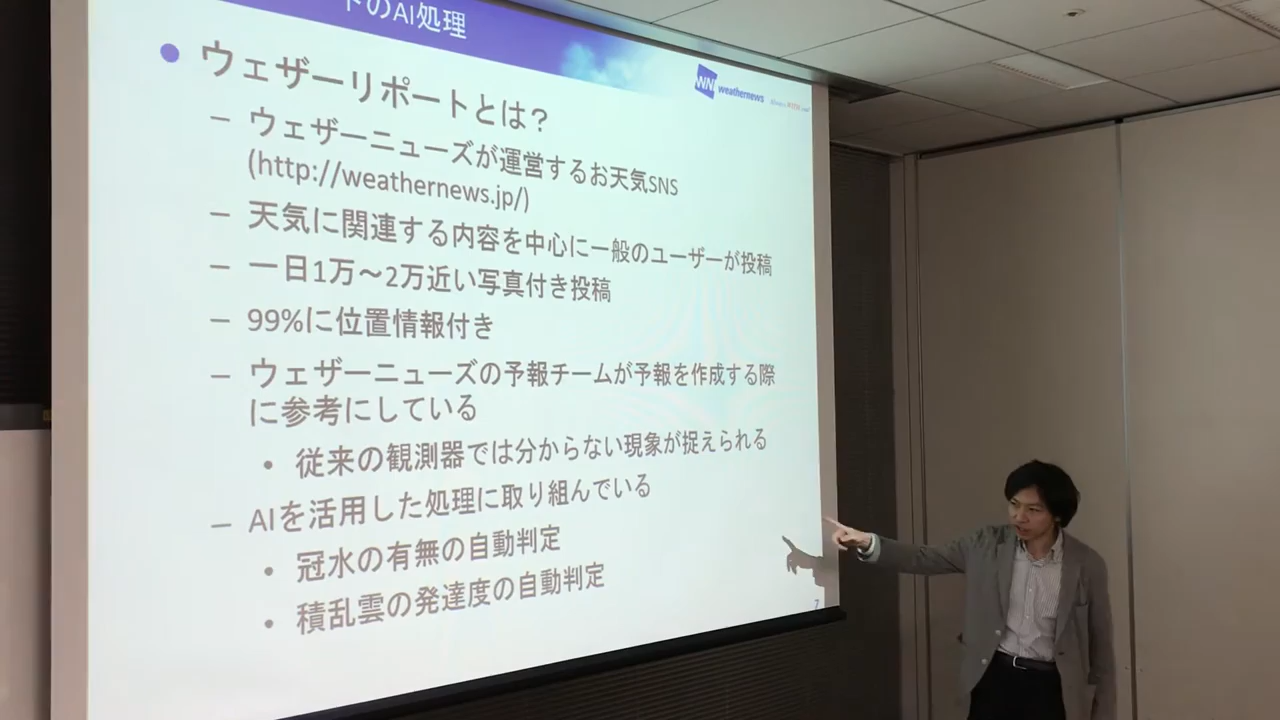 ドのAI処理
WNI weathernews
• ウェザーリポートとは？
– ウェザーニューズが運営するお天気SNS
(http://weathernews.jp/)
– 天気に関連する内容を中心に一般のユーザーが投稿
– 一日1万～2万近い写真付き投稿
– 99%に位置情報付き
– ウェザーニューズの予報チームが予報を作成する際
に参考にしている
• 従来の観測器では分からない現象が捉えられる
– AIを活用した処理に取り組んでいる
• 冠水の有無の自動判定
• 積乱雲の発達度の自動判定
7